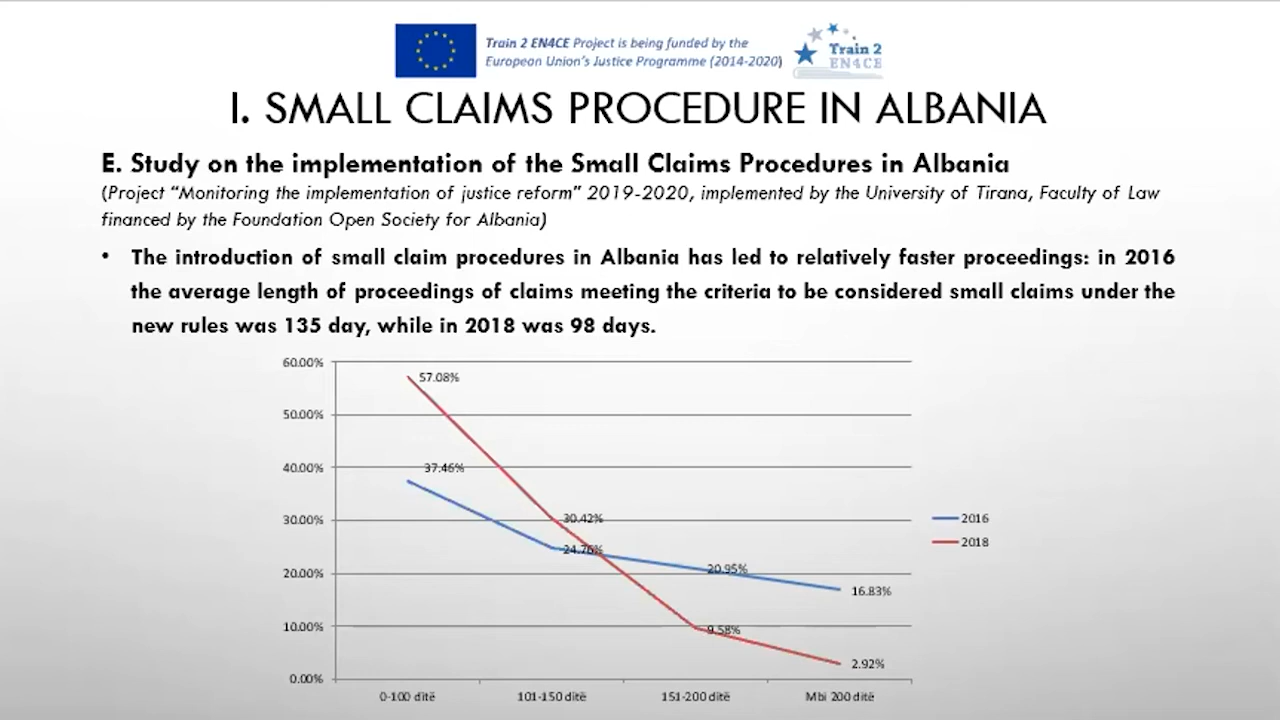 Train 2 EN4CE Project is being funded by the
European Union's Justice Programme (2014-2020)
Train 2
EN4CE
I. SMALL CLAIMS PROCEDURE IN ALBANIA
E. Study on the implementation of the Small Claims Procedures in Albania
(Project "Monitoring the implementation of justice reform" 2019-2020, implemented by the University of Tirana, Faculty of Law
financed by the Foundation Open Society for Albania)
• The introduction of small claim procedures in Albania has led to relatively faster proceedings: in 2016
the average length of proceedings of claims meeting the criteria to be considered small claims under the
new rules was 135 day, while in 2018 was 98 days.
60.00%
57.08%
50.00%
40.00%
37.46%
30.00%
30.42%
2016
24.76%
2018
20.00%
20.95%
16.83%
10.00%
9.58%
2.92%
0.00%
0-100 ditë
101-150 ditë
151-200 ditë
Mbi 200 ditë